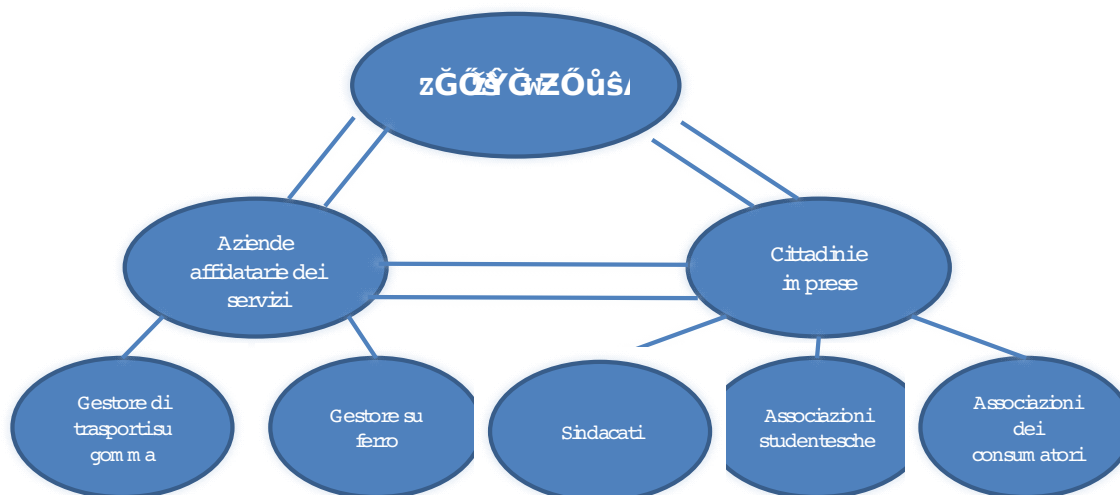 Aziende
affidatarie dei
servizi
Cittadini e
imprese
Gestore di
trasporti su
gomma
Gestore su
ferro
Sindacati
Associazioni
studentesche
Associazioni
dei
consumatori